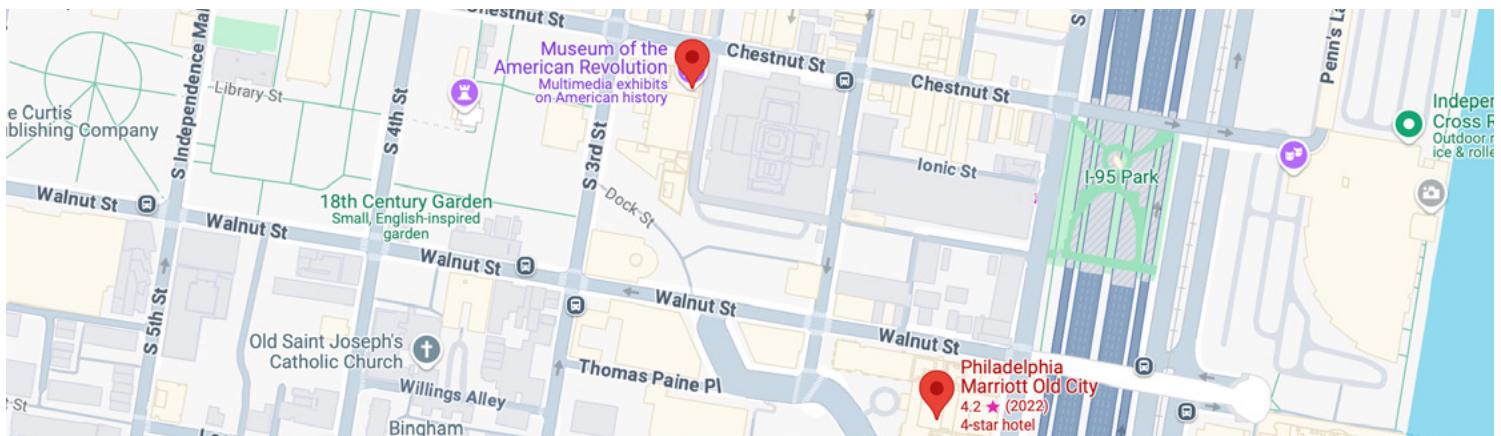 Chestnut St
S Independence Mal
Museum of the
American Revolution
Multimedia exhibits
on American history
Chestnut St
Chestnut St
Penn's La
S
Library St
S 4th St
e Curtis
ublishing Company
Indepen
Cross R
Outdoor r
ice & rolle
S 3rd St
Ionic St
I-95 Park
Walnut St
18th Century Garden
Small, English-inspired
garden
Dock St
Walnut St
Walnut St
Walnut St
Walnut St
S 5th St
Old Saint Joseph's
Catholic Church
Thomas Paine Pl
Philadelphia
Marriott Old City
4.2 ★ (2022)
4-star hotel
Willings Alley
Bingham